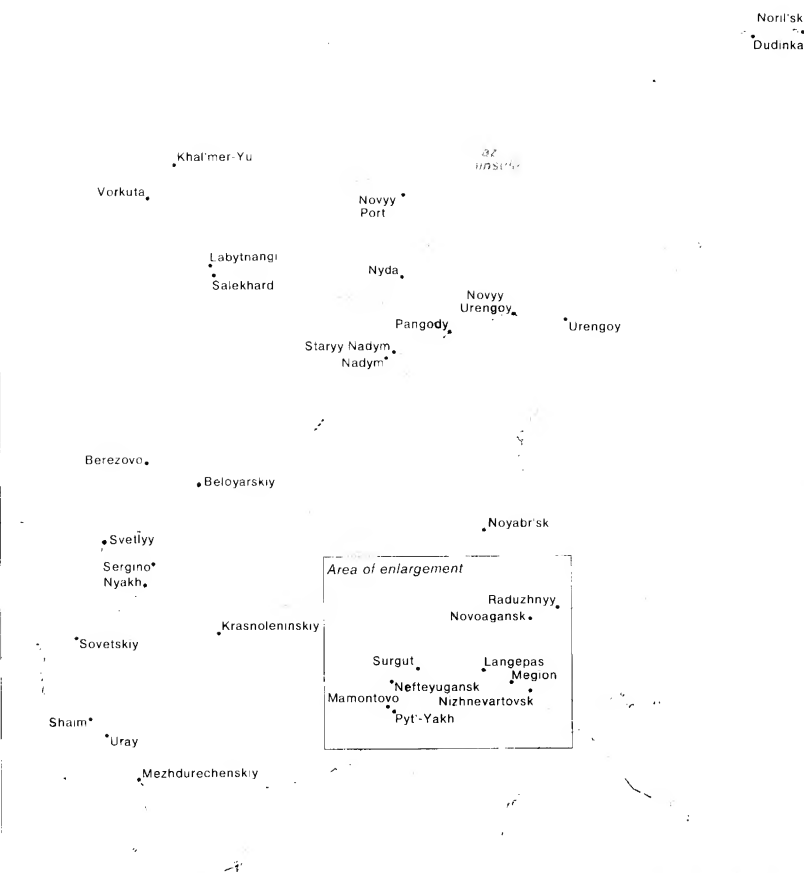 Noril'sk
Dudinka
Khal'mer-Yu
Vorkuta
Novyy
Port
Labytnangi
Salekhard
Nyda
Novyy
Urengoy
Urengoy
Pangody
Staryy Nadym
Nadym
Berezovo
Beloyarskiy
Noyabr'sk
Svetlyy
Sergino
Nyakh
Area of enlargement
Raduzhnyy
Novoagansk
Krasnoleninskiy
Sovetskiy
Surgut
Langepas
Megion
Nefteyugansk
Mamontovo
Nizhnevartovsk
Pyt'-Yakh
Shaim
Uray
Mezhdurechenskiy